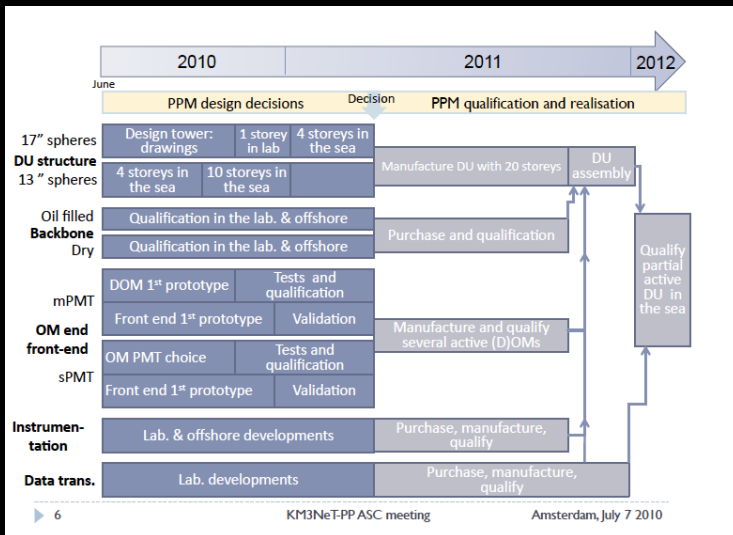 2010
2011
2012
June
PPM design decisions
Decision
PPM qualification and realisation
17” spheres
DU structure
13 ” spheres
Design tower:
drawings
1 storey
in lab
4 storeys in
the sea
4 storeys in
the sea
10 storeys in
the sea
Manufacture DU with 20 storeys
DU
assembly
Oil filled
Backbone
Dry
Qualification in the lab. & offshore
Qualification in the lab. & offshore
Purchase and qualification
Qualify
partial
active
DU in
the sea
mPMT
OM end
front-end
sPMT
DOM 1st prototype
Tests and
qualification
Front end 1st prototype
Validation
OM PMT choice
Tests and
qualification
Front end 1st prototype
Validation
Manufacture and qualify
several active (D)OMs
Instrumen-
tation
Lab. & offshore developments
Purchase, manufacture,
qualify
Data trans.
Lab. developments
Purchase, manufacture,
qualify
6
KM3NeT-PP ASC meeting
Amsterdam, July 7 2010